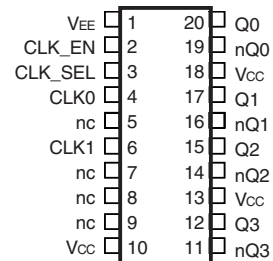 VEE 1 20 Q0
CLK_EN 2 19 nQ0
CLK_SEL 3 18 VCC
CLK0 4 17 Q1
nc 5 16 nQ1
CLK1 6 15 Q2
nc 7 14 nQ2
nc 8 13 VCC
nc 9 12 Q3
VCC 10 11 nQ3